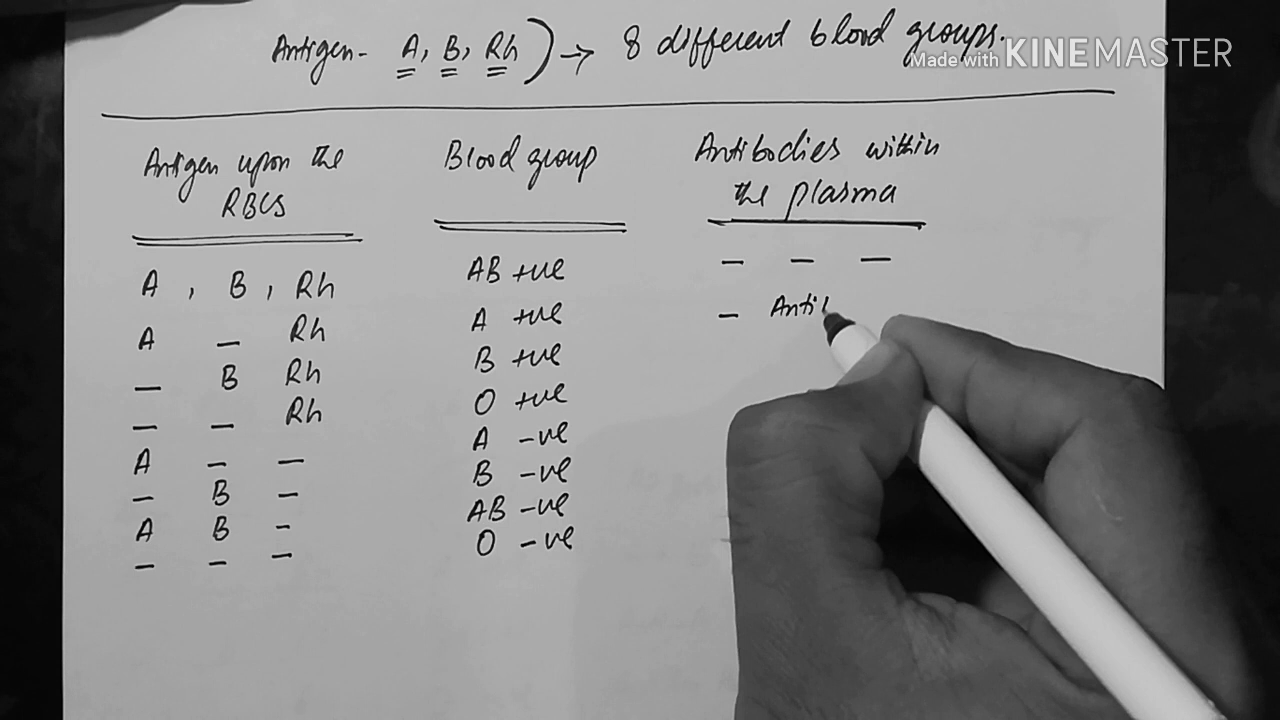 Antigen- A, B, Rh) → 8 different blood groups.
Made with KINEMASTER
Antigen upon the RBCS
Blood group
Antibodies within the plasma
A , B , Rh AB +ve – – –
A – Rh A +ve – Anti
– B Rh B +ve
– – Rh O +ve
A – – A -ve
– B – B -ve
A B - AB -ve
– – – O -ve